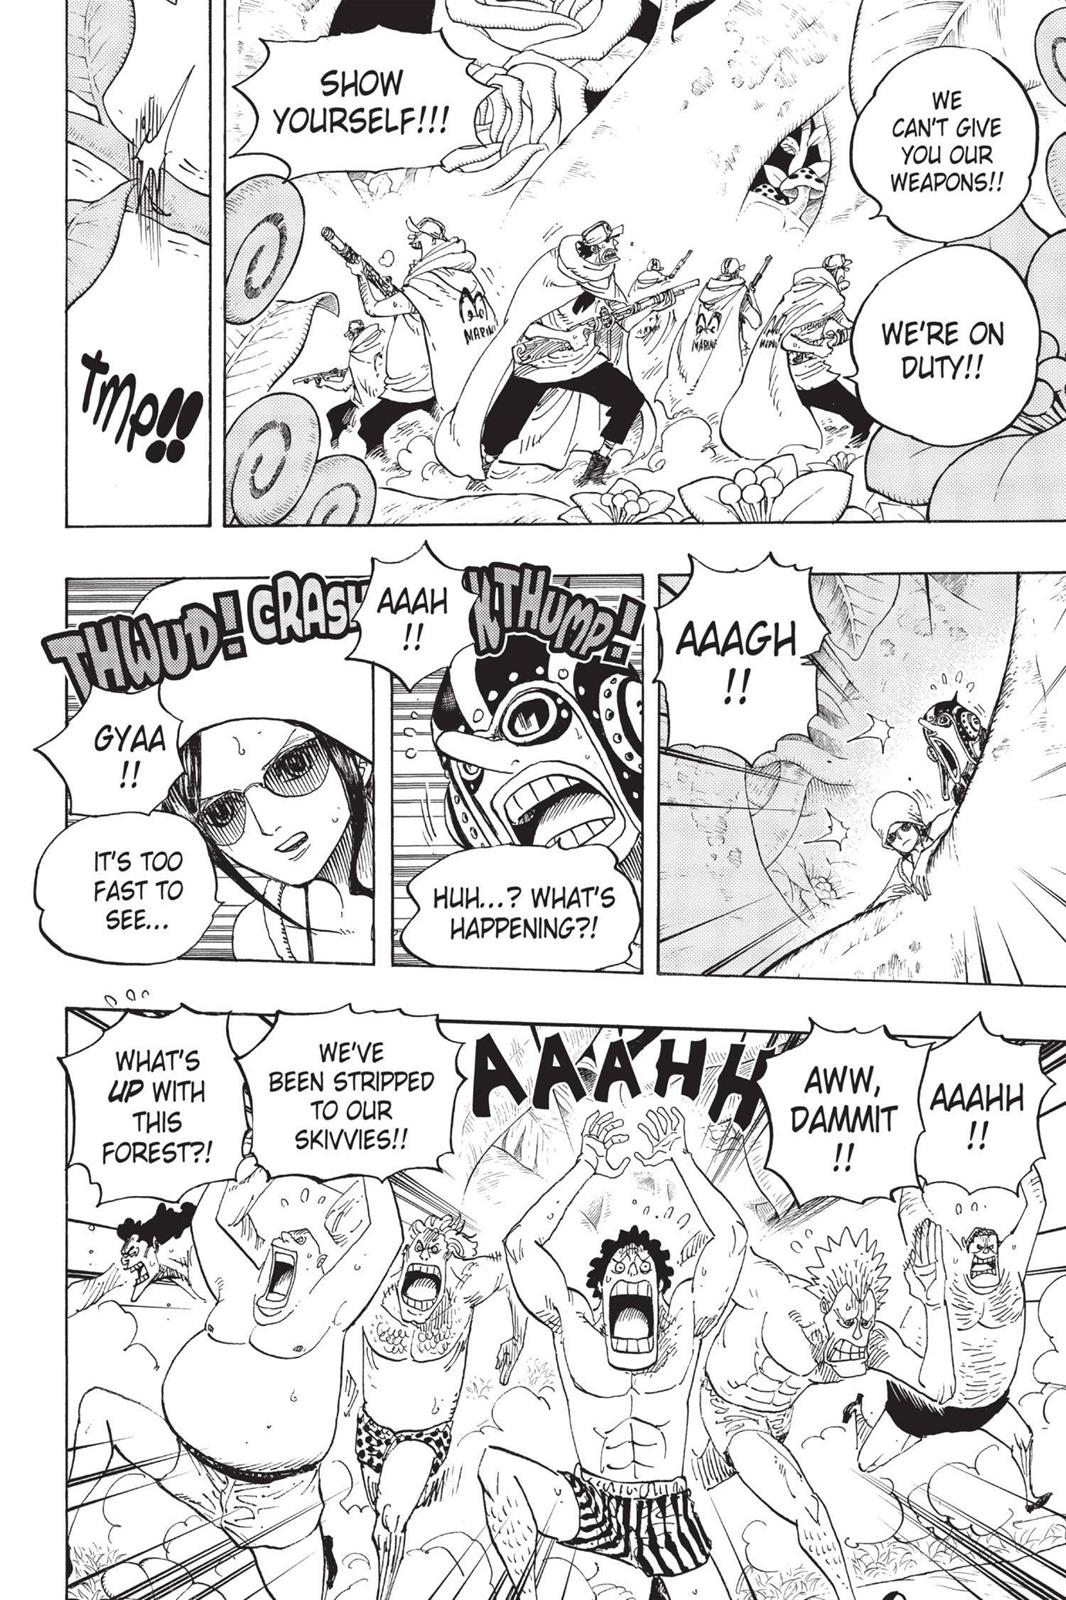 WE
CAN'T GIVE
YOU OUR
WEAPONS!!
WE'RE ON
DUTY!!
SHOW
YOURSELF!!!
MARINE
TMP!!
AAAGH
!!
THUMP!
AAAH
!!
HUH...? WHAT'S
HAPPENING?!
THWUD! CRASH
GYAA
!!
IT'S TOO
FAST TO
SEE...
AAAHH
!!
AWW,
DAMMIT
!!
AAAHH
WE'VE
BEEN STRIPPED
TO OUR
SKIVVIES!!
WHAT'S
UP WITH
THIS
FOREST?!